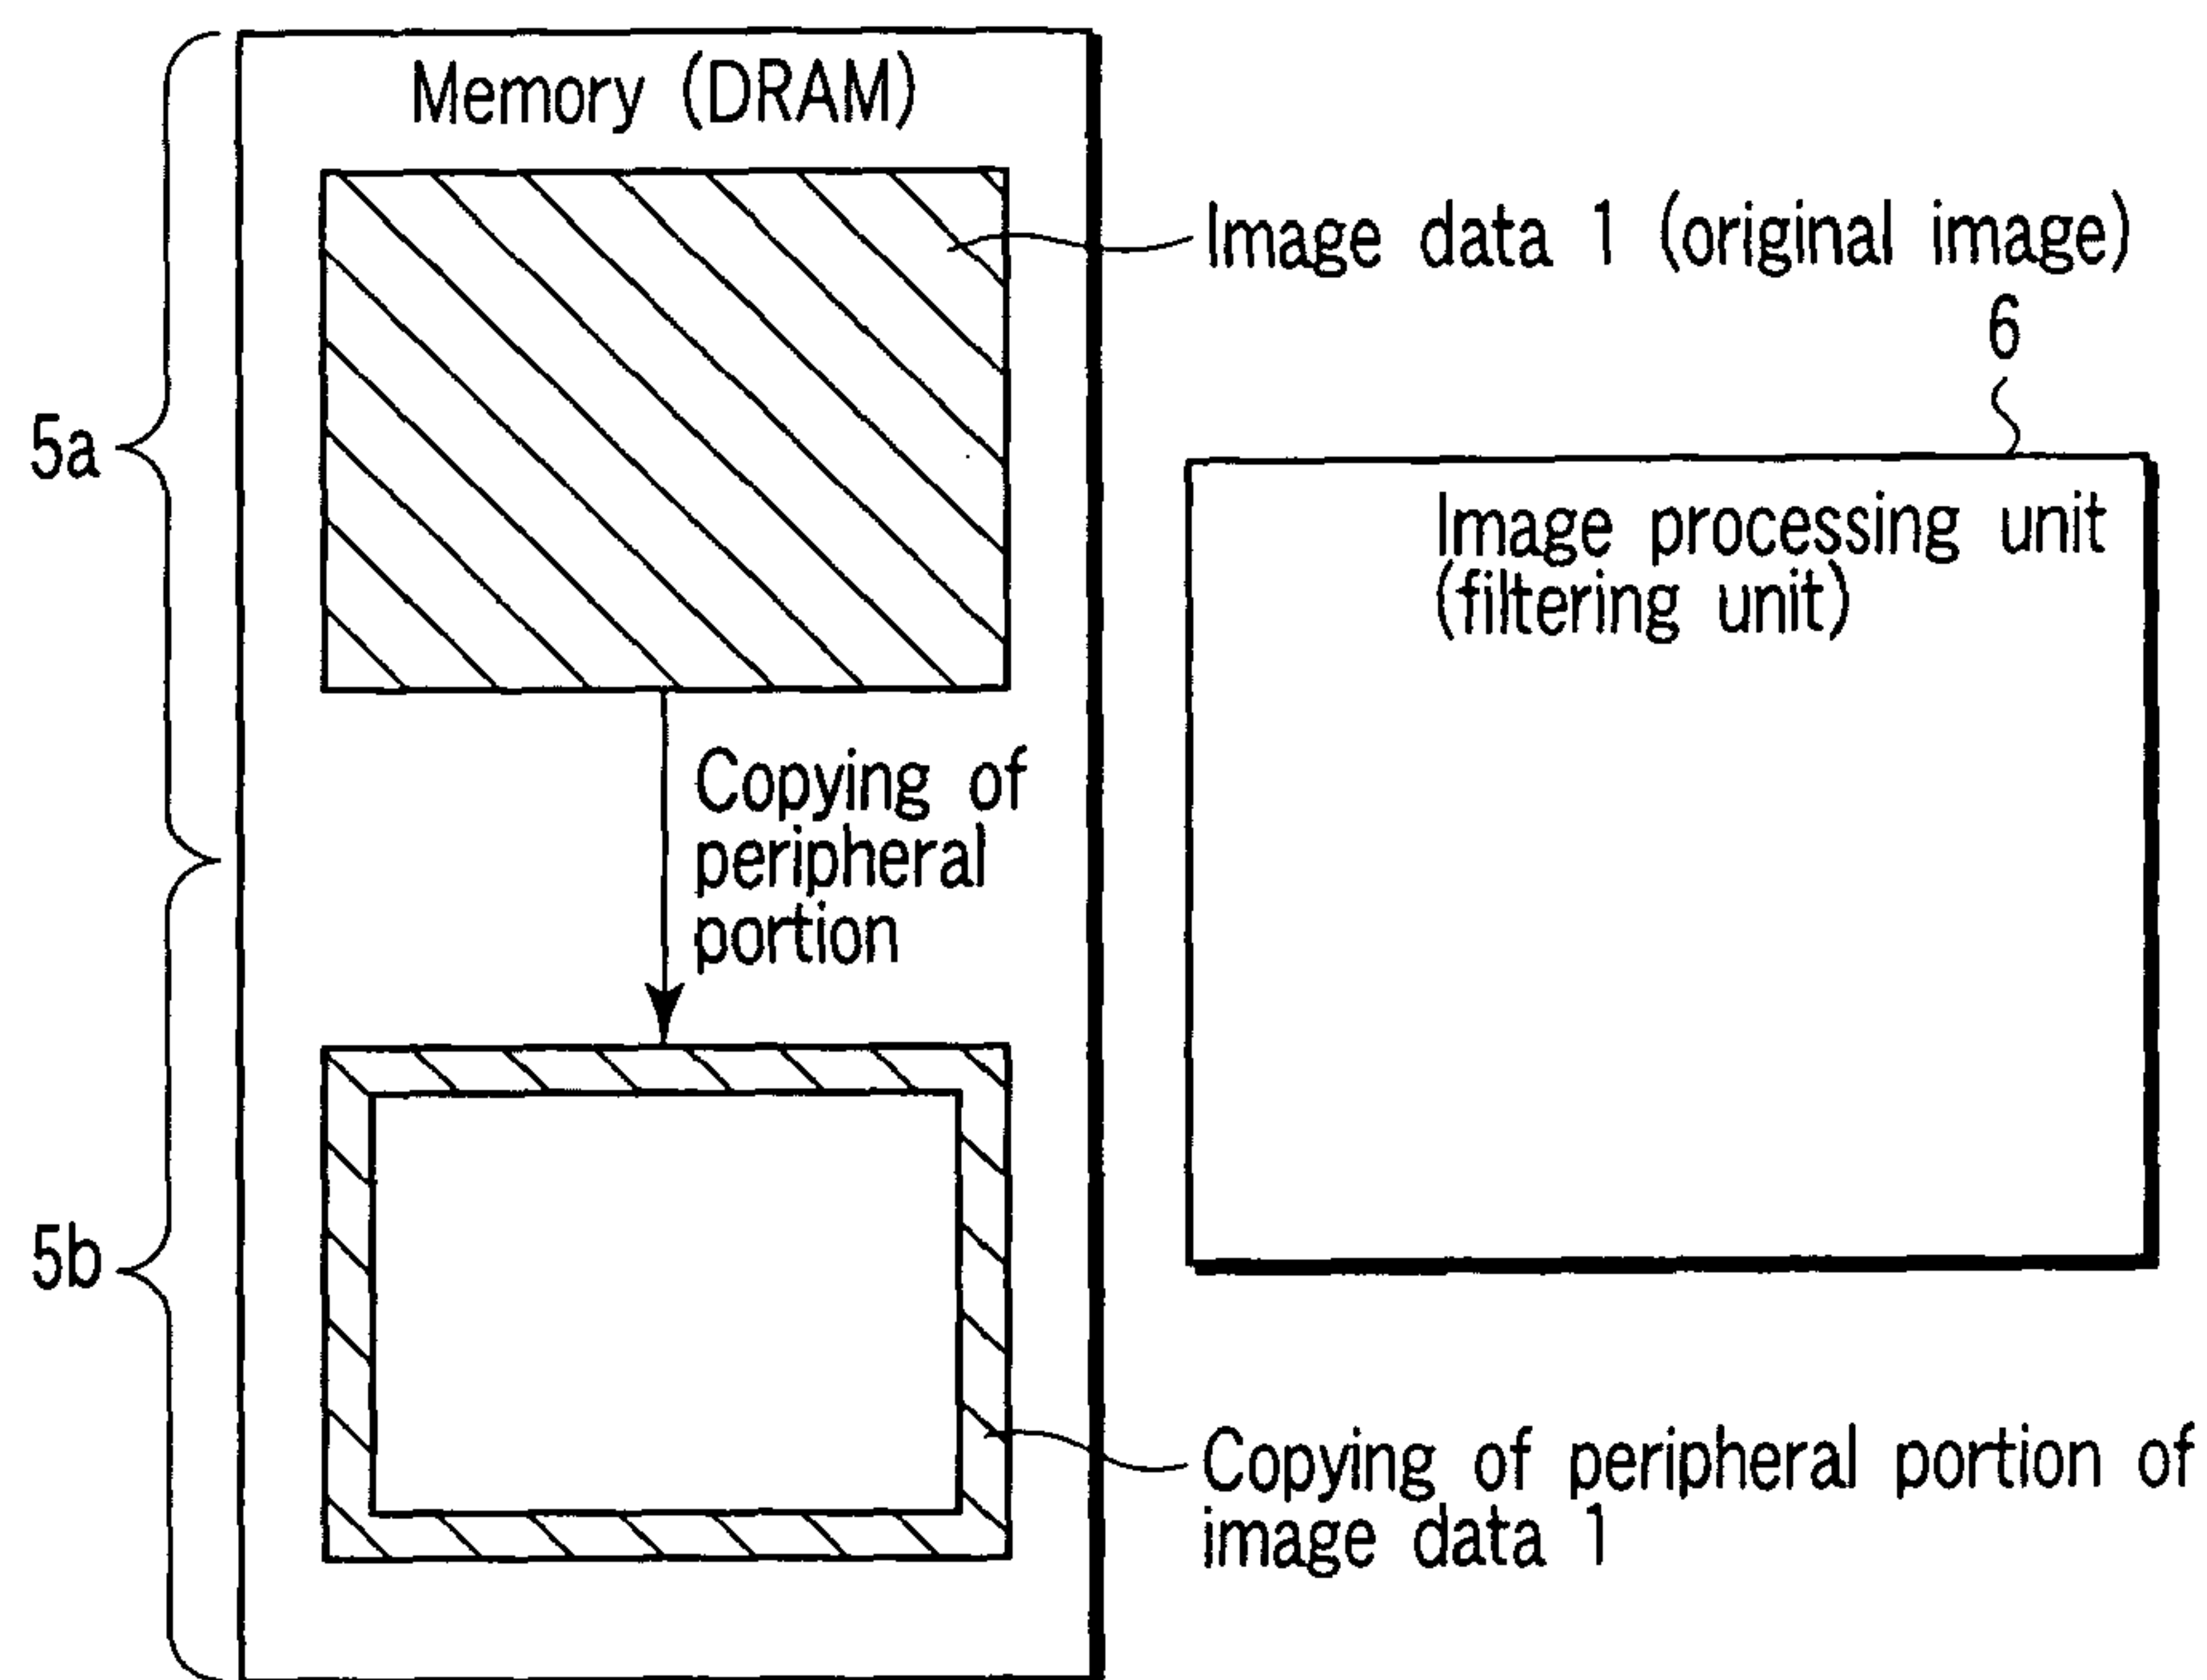 Memory (DRAM)
Image data 1 (original image)
6
5a
Image processing unit
(filtering unit)
Copying of
peripheral
portion
5b
Copying of peripheral portion of
image data 1